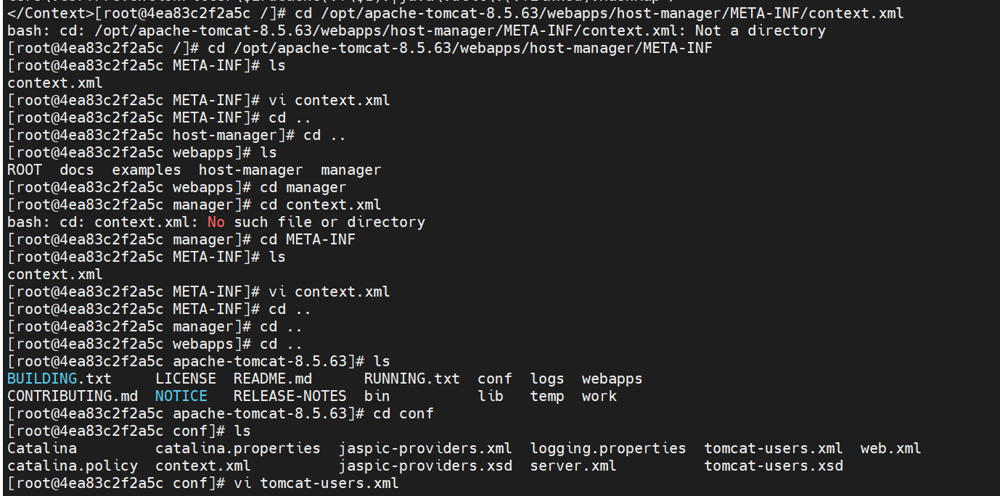 </Context>[root@4ea83c2f2a5c /]# cd /opt/apache-tomcat-8.5.63/webapps/host-manager/META-INF/context.xml
bash: cd: /opt/apache-tomcat-8.5.63/webapps/host-manager/META-INF/context.xml: Not a directory
[root@4ea83c2f2a5c /]# cd /opt/apache-tomcat-8.5.63/webapps/host-manager/META-INF
[root@4ea83c2f2a5c META-INF]# ls
context.xml
[root@4ea83c2f2a5c META-INF]# vi context.xml
[root@4ea83c2f2a5c META-INF]# cd ..
[root@4ea83c2f2a5c host-manager]# cd ..
[root@4ea83c2f2a5c webapps]# ls
ROOT  docs  examples  host-manager  manager
[root@4ea83c2f2a5c webapps]# cd manager
[root@4ea83c2f2a5c manager]# cd context.xml
bash: cd: context.xml: No such file or directory
[root@4ea83c2f2a5c manager]# cd META-INF
[root@4ea83c2f2a5c META-INF]# ls
context.xml
[root@4ea83c2f2a5c META-INF]# vi context.xml
[root@4ea83c2f2a5c META-INF]# cd ..
[root@4ea83c2f2a5c manager]# cd ..
[root@4ea83c2f2a5c webapps]# cd ..
[root@4ea83c2f2a5c apache-tomcat-8.5.63]# ls
BUILDING.txt     LICENSE  README.md      RUNNING.txt  conf  logs  webapps
CONTRIBUTING.md  NOTICE   RELEASE-NOTES  bin          lib   temp  work
[root@4ea83c2f2a5c apache-tomcat-8.5.63]# cd conf
[root@4ea83c2f2a5c conf]# ls
Catalina         catalina.properties  jaspic-providers.xml  logging.properties  tomcat-users.xml  web.xml
catalina.policy  context.xml          jaspic-providers.xsd  server.xml          tomcat-users.xsd
[root@4ea83c2f2a5c conf]# vi tomcat-users.xml